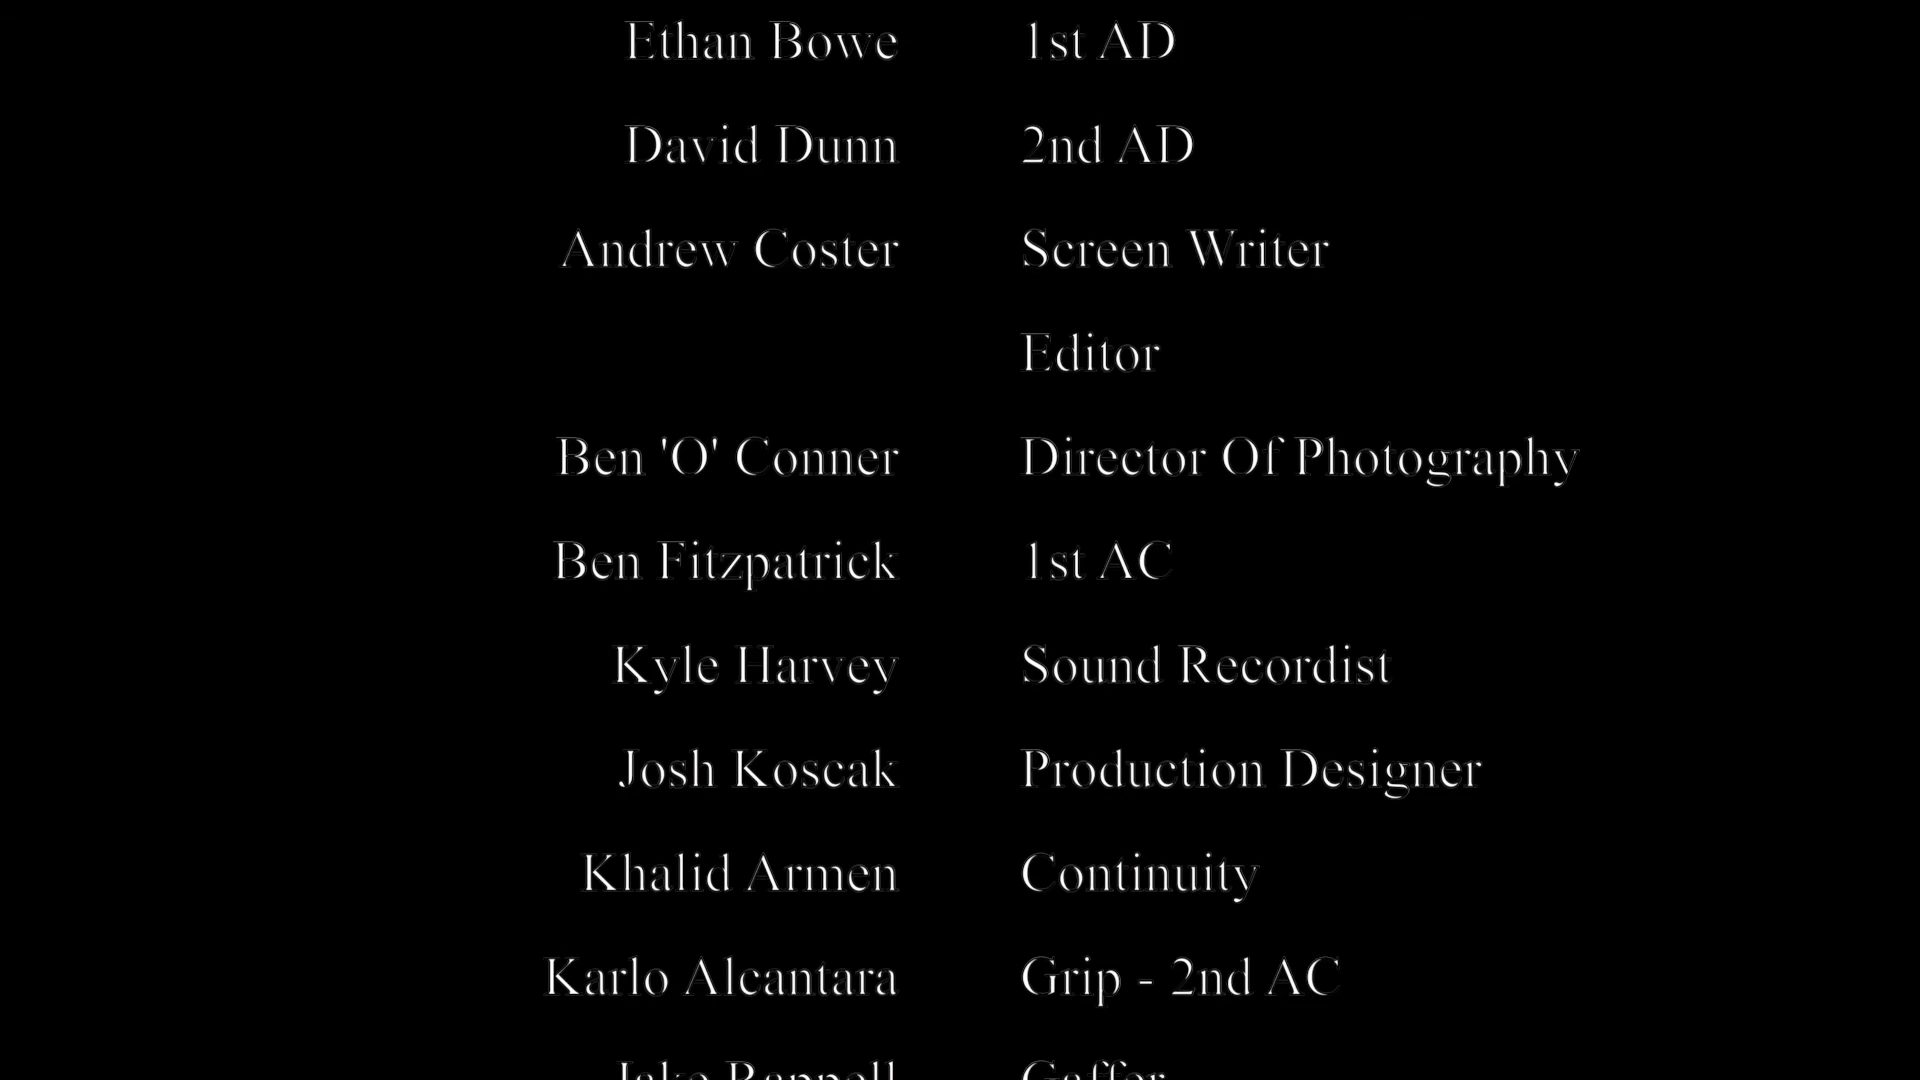 Ethan Bowe 1st AD
David Dunn 2nd AD
Andrew Coster Screen Writer
Editor
Ben 'O' Conner Director Of Photography
Ben Fitzpatrick 1st AC
Kyle Harvey Sound Recordist
Josh Koscak Production Designer
Khalid Armen Continuity
Karlo Alcantara Grip - 2nd AC
Jake Gaffer